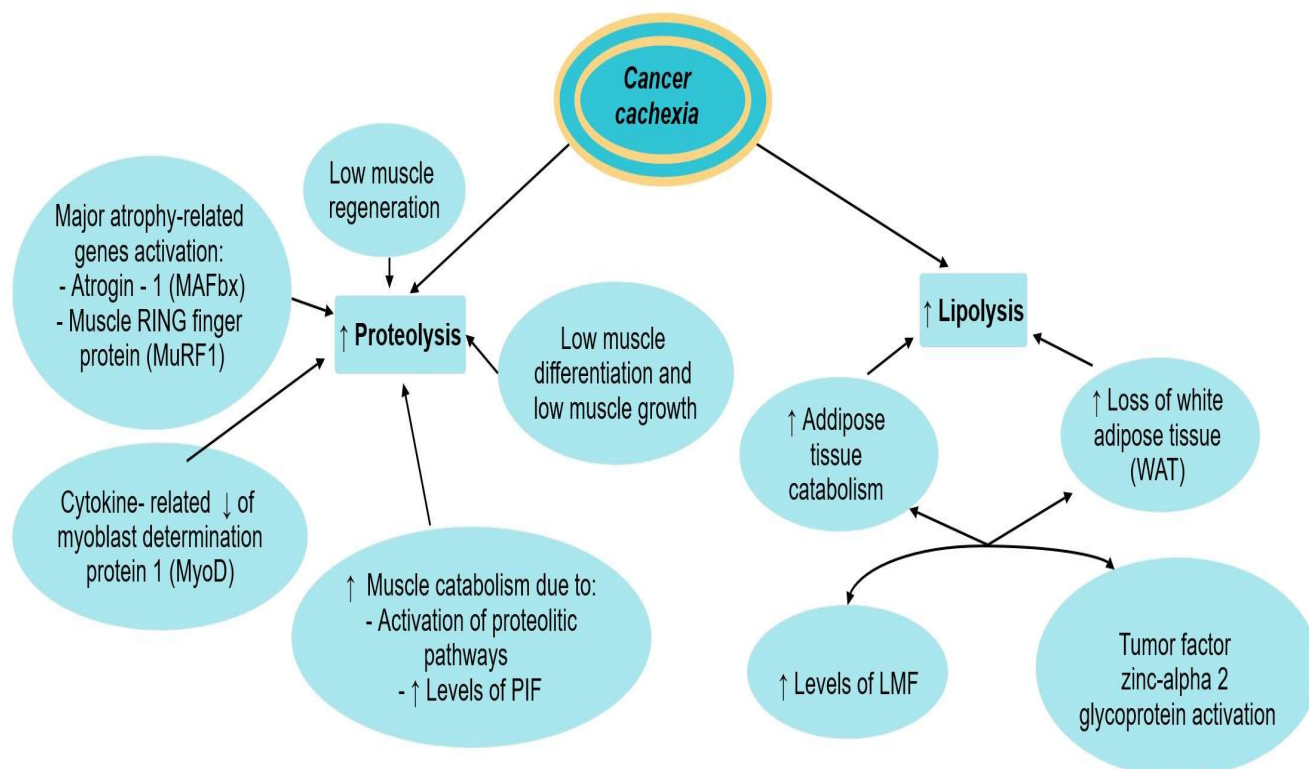 Cancer
cachexia
Low muscle
regeneration
Major atrophy-related
genes activation:
- Atrogin - 1 (MAFbx)
- Muscle RING finger
protein (MuRF1)
↑ Proteolysis
↑ Lipolysis
Low muscle
differentiation and
low muscle growth
↑ Addipose
tissue
catabolism
↑ Loss of white
adipose tissue
(WAT)
Cytokine- related ↓ of
myoblast determination
protein 1 (MyoD)
↑ Muscle catabolism due to:
- Activation of proteolitic
pathways
- ↑ Levels of PIF
↑ Levels of LMF
Tumor factor
zinc-alpha 2
glycoprotein activation